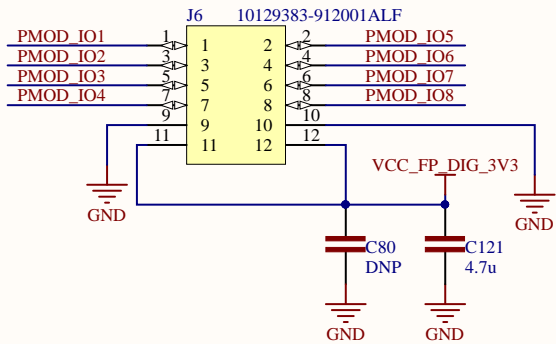 J6 10129383-912001ALF
PMOD_IO1 1 1 2 2 PMOD_IO5
PMOD_IO2 3 3 4 4 PMOD_IO6
PMOD_IO3 5 5 6 6 PMOD_IO7
PMOD_IO4 7 7 8 8 PMOD_IO8
9 9 10 10
11 11 12 12
VCC_FP_DIG_3V3
GND
GND
C80
DNP
C121
4.7u
GND
GND